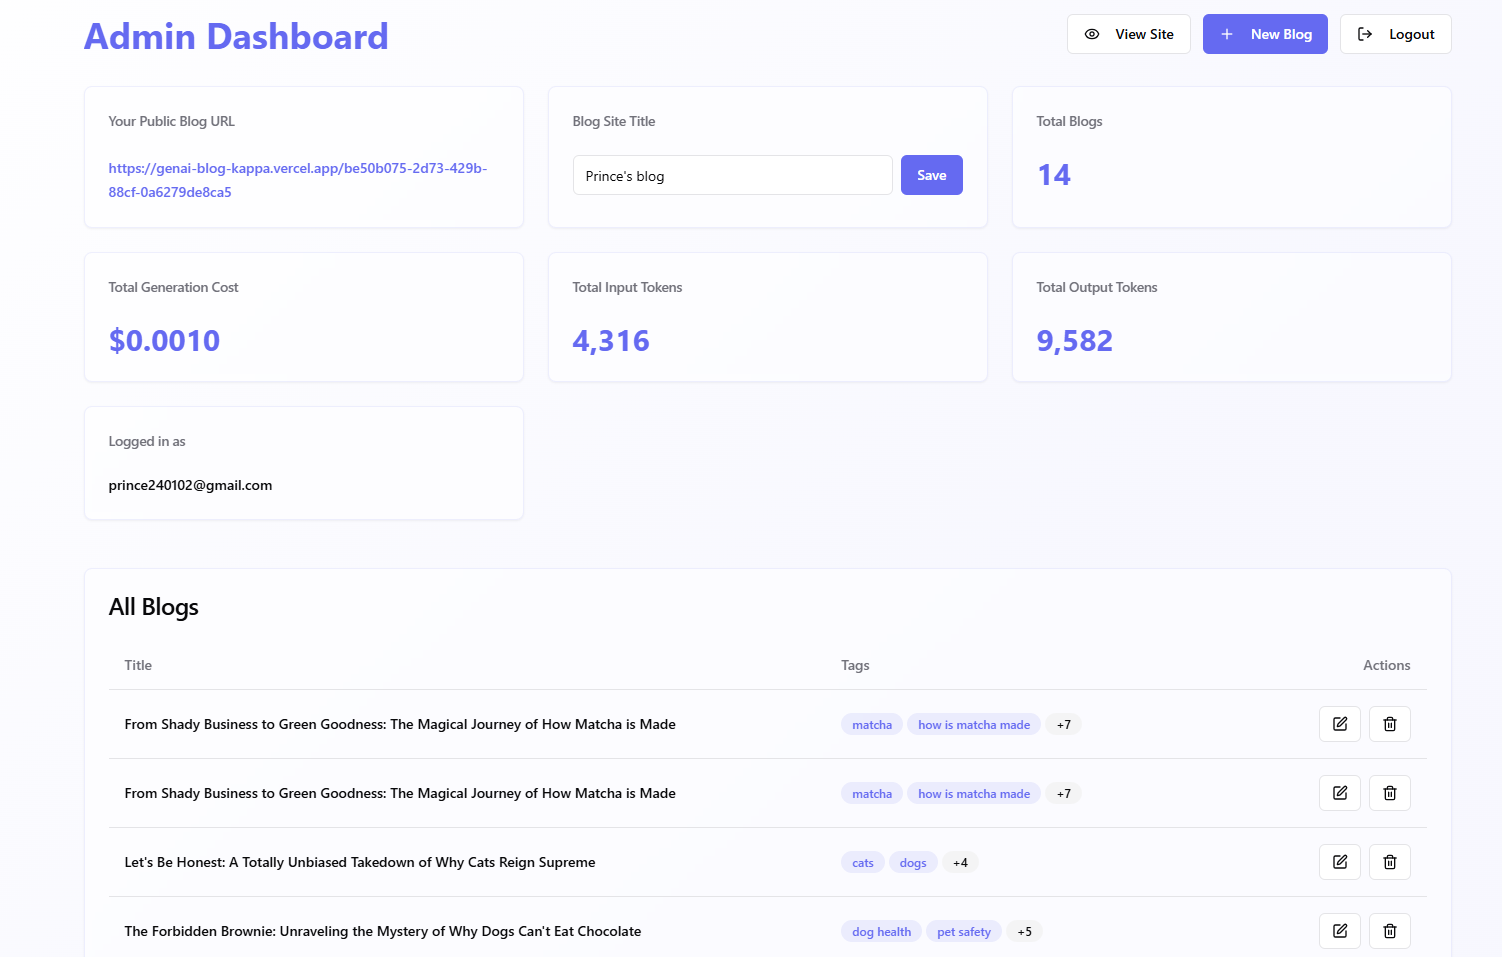 Admin Dashboard
View Site
New Blog
Logout
Your Public Blog URL
https://genai-blog-kappa.vercel.app/be50b075-2d73-429b-
88cf-0a6279de8ca5
Blog Site Title
Prince's blog
Save
Total Blogs
14
Total Generation Cost
$0.0010
Total Input Tokens
4,316
Total Output Tokens
9,582
Logged in as
prince240102@gmail.com
All Blogs
Title Tags Actions
From Shady Business to Green Goodness: The Magical Journey of How Matcha is Made matcha how is matcha made +7
From Shady Business to Green Goodness: The Magical Journey of How Matcha is Made matcha how is matcha made +7
Let's Be Honest: A Totally Unbiased Takedown of Why Cats Reign Supreme cats dogs +4
The Forbidden Brownie: Unraveling the Mystery of Why Dogs Can't Eat Chocolate dog health pet safety +5